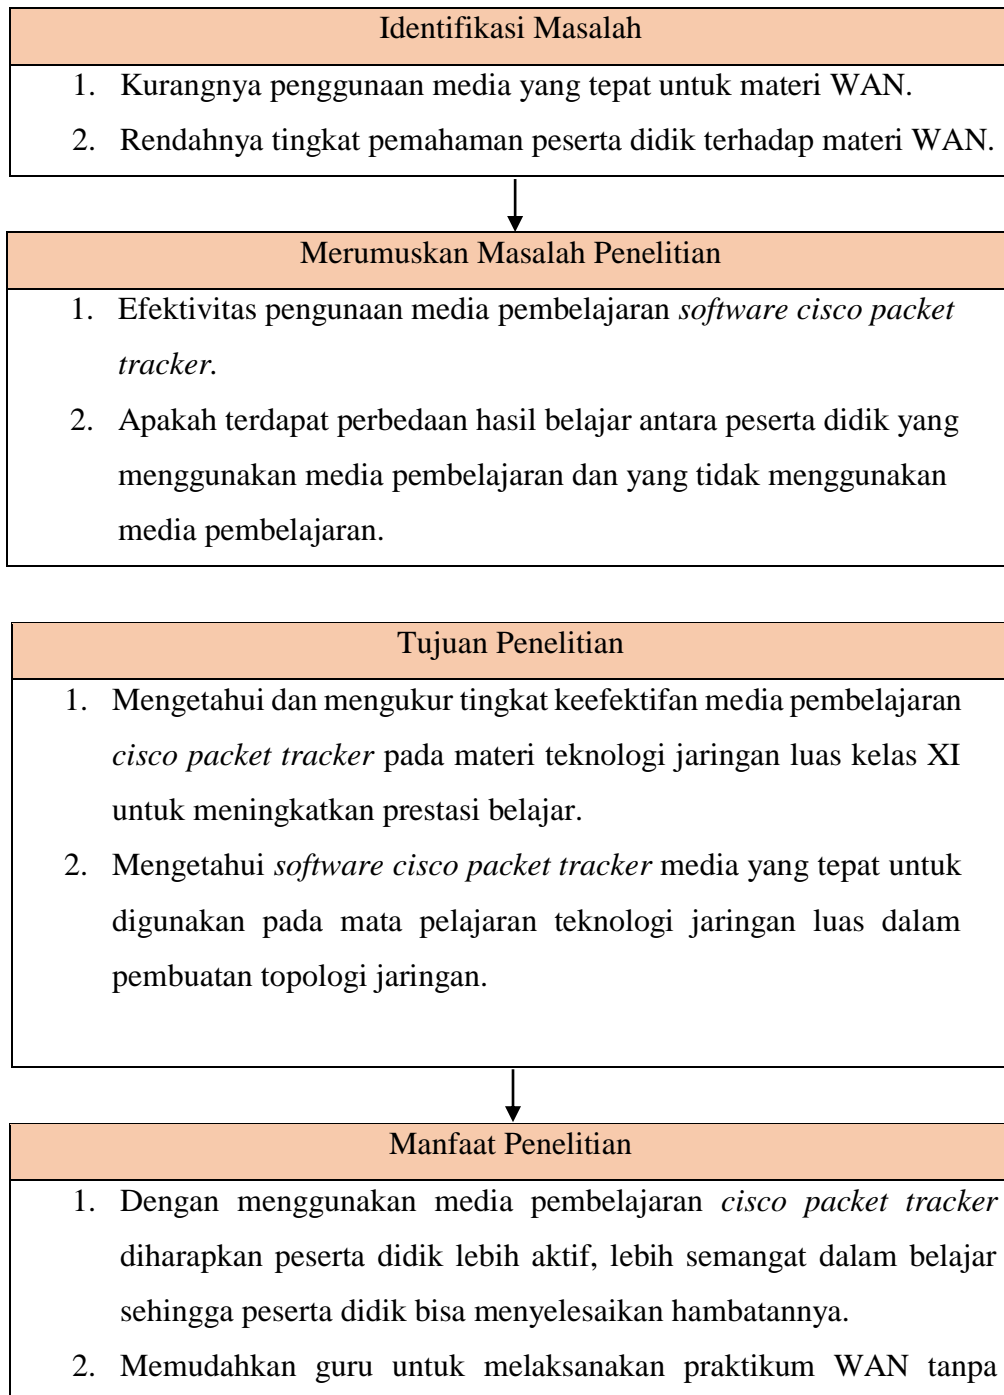 Identifikasi Masalah
1. Kurangnya penggunaan media yang tepat untuk materi WAN.
2. Rendahnya tingkat pemahaman peserta didik terhadap materi WAN.
Merumuskan Masalah Penelitian
1. Efektivitas pengunaan media pembelajaran software cisco packet
tracker.
2. Apakah terdapat perbedaan hasil belajar antara peserta didik yang
menggunakan media pembelajaran dan yang tidak menggunakan
media pembelajaran.
Tujuan Penelitian
1. Mengetahui dan mengukur tingkat keefektifan media pembelajaran
cisco packet tracker pada materi teknologi jaringan luas kelas XI
untuk meningkatkan prestasi belajar.
2. Mengetahui software cisco packet tracker media yang tepat untuk
digunakan pada mata pelajaran teknologi jaringan luas dalam
pembuatan topologi jaringan.
Manfaat Penelitian
1. Dengan menggunakan media pembelajaran cisco packet tracker
diharapkan peserta didik lebih aktif, lebih semangat dalam belajar
sehingga peserta didik bisa menyelesaikan hambatannya.
2. Memudahkan guru untuk melaksanakan praktikum WAN tanpa